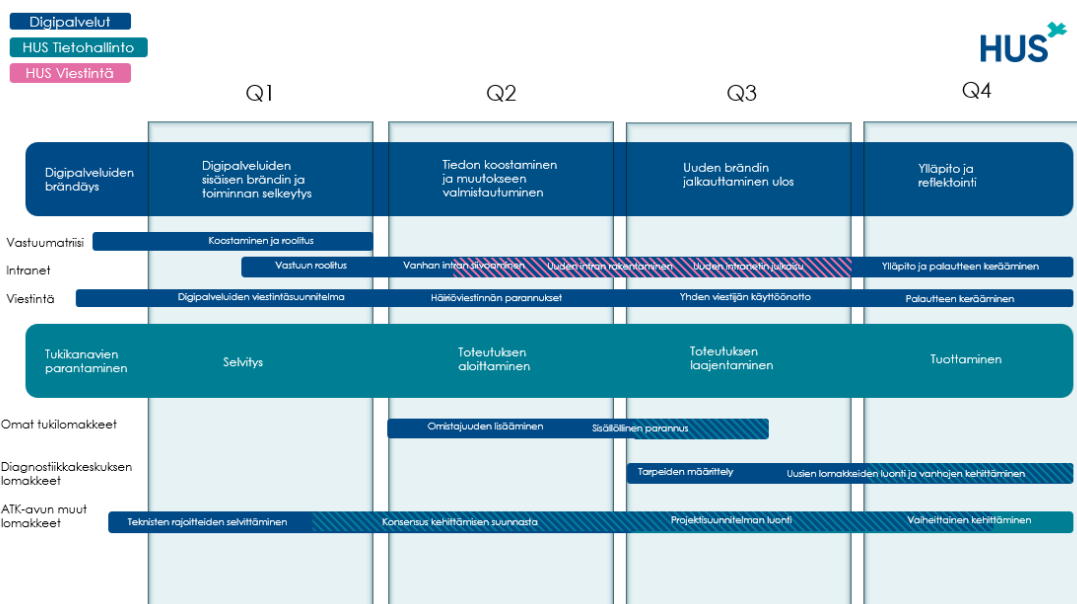 Digipalvelut
HUS Tietohallinto
HUS Viestintä
HUS
Q1
Q2
Q3
Q4
Digipalveluiden
brändäys
Digipalveluiden
sisäisen brändin ja
toiminnan selkeytys
Tiedon koostaminen
ja muutokseen
valmistautuminen
Uuden brändin
jalkauttaminen ulos
Ylläpito ja
reflektointi
Vastuumatriisi
Koostaminen ja roolitus
Intranet
Vastuun roolitus
Vanhan intran siivoaminen
Uuden intran rakentaminen
Uuden intranetin julkaisu
Ylläpito ja palautteen kerääminen
Viestintä
Digipalveluiden viestintäsuunnitelma
Häiriöviestinnän parannukset
Yhden viestijän käyttöönotto
Palautteen kerääminen
Tukikanavien
parantaminen
Selvitys
Toteutuksen
aloittaminen
Toteutuksen
laajentaminen
Tuottaminen
Omat tukilomakkeet
Omistajuuden lisääminen
Sisällöllinen parannus
Diagnostiikkakeskuksen
lomakkeet
Tarpeiden määrittely
Uusien lomakkeiden luonti ja vanhojen kehittäminen
ATK-avun muut
lomakkeet
Teknisten rajoitteiden selvittäminen
Konsensus kehittämisen suunnasta
Projektisuunnitelman luonti
Vaiheittainen kehittäminen